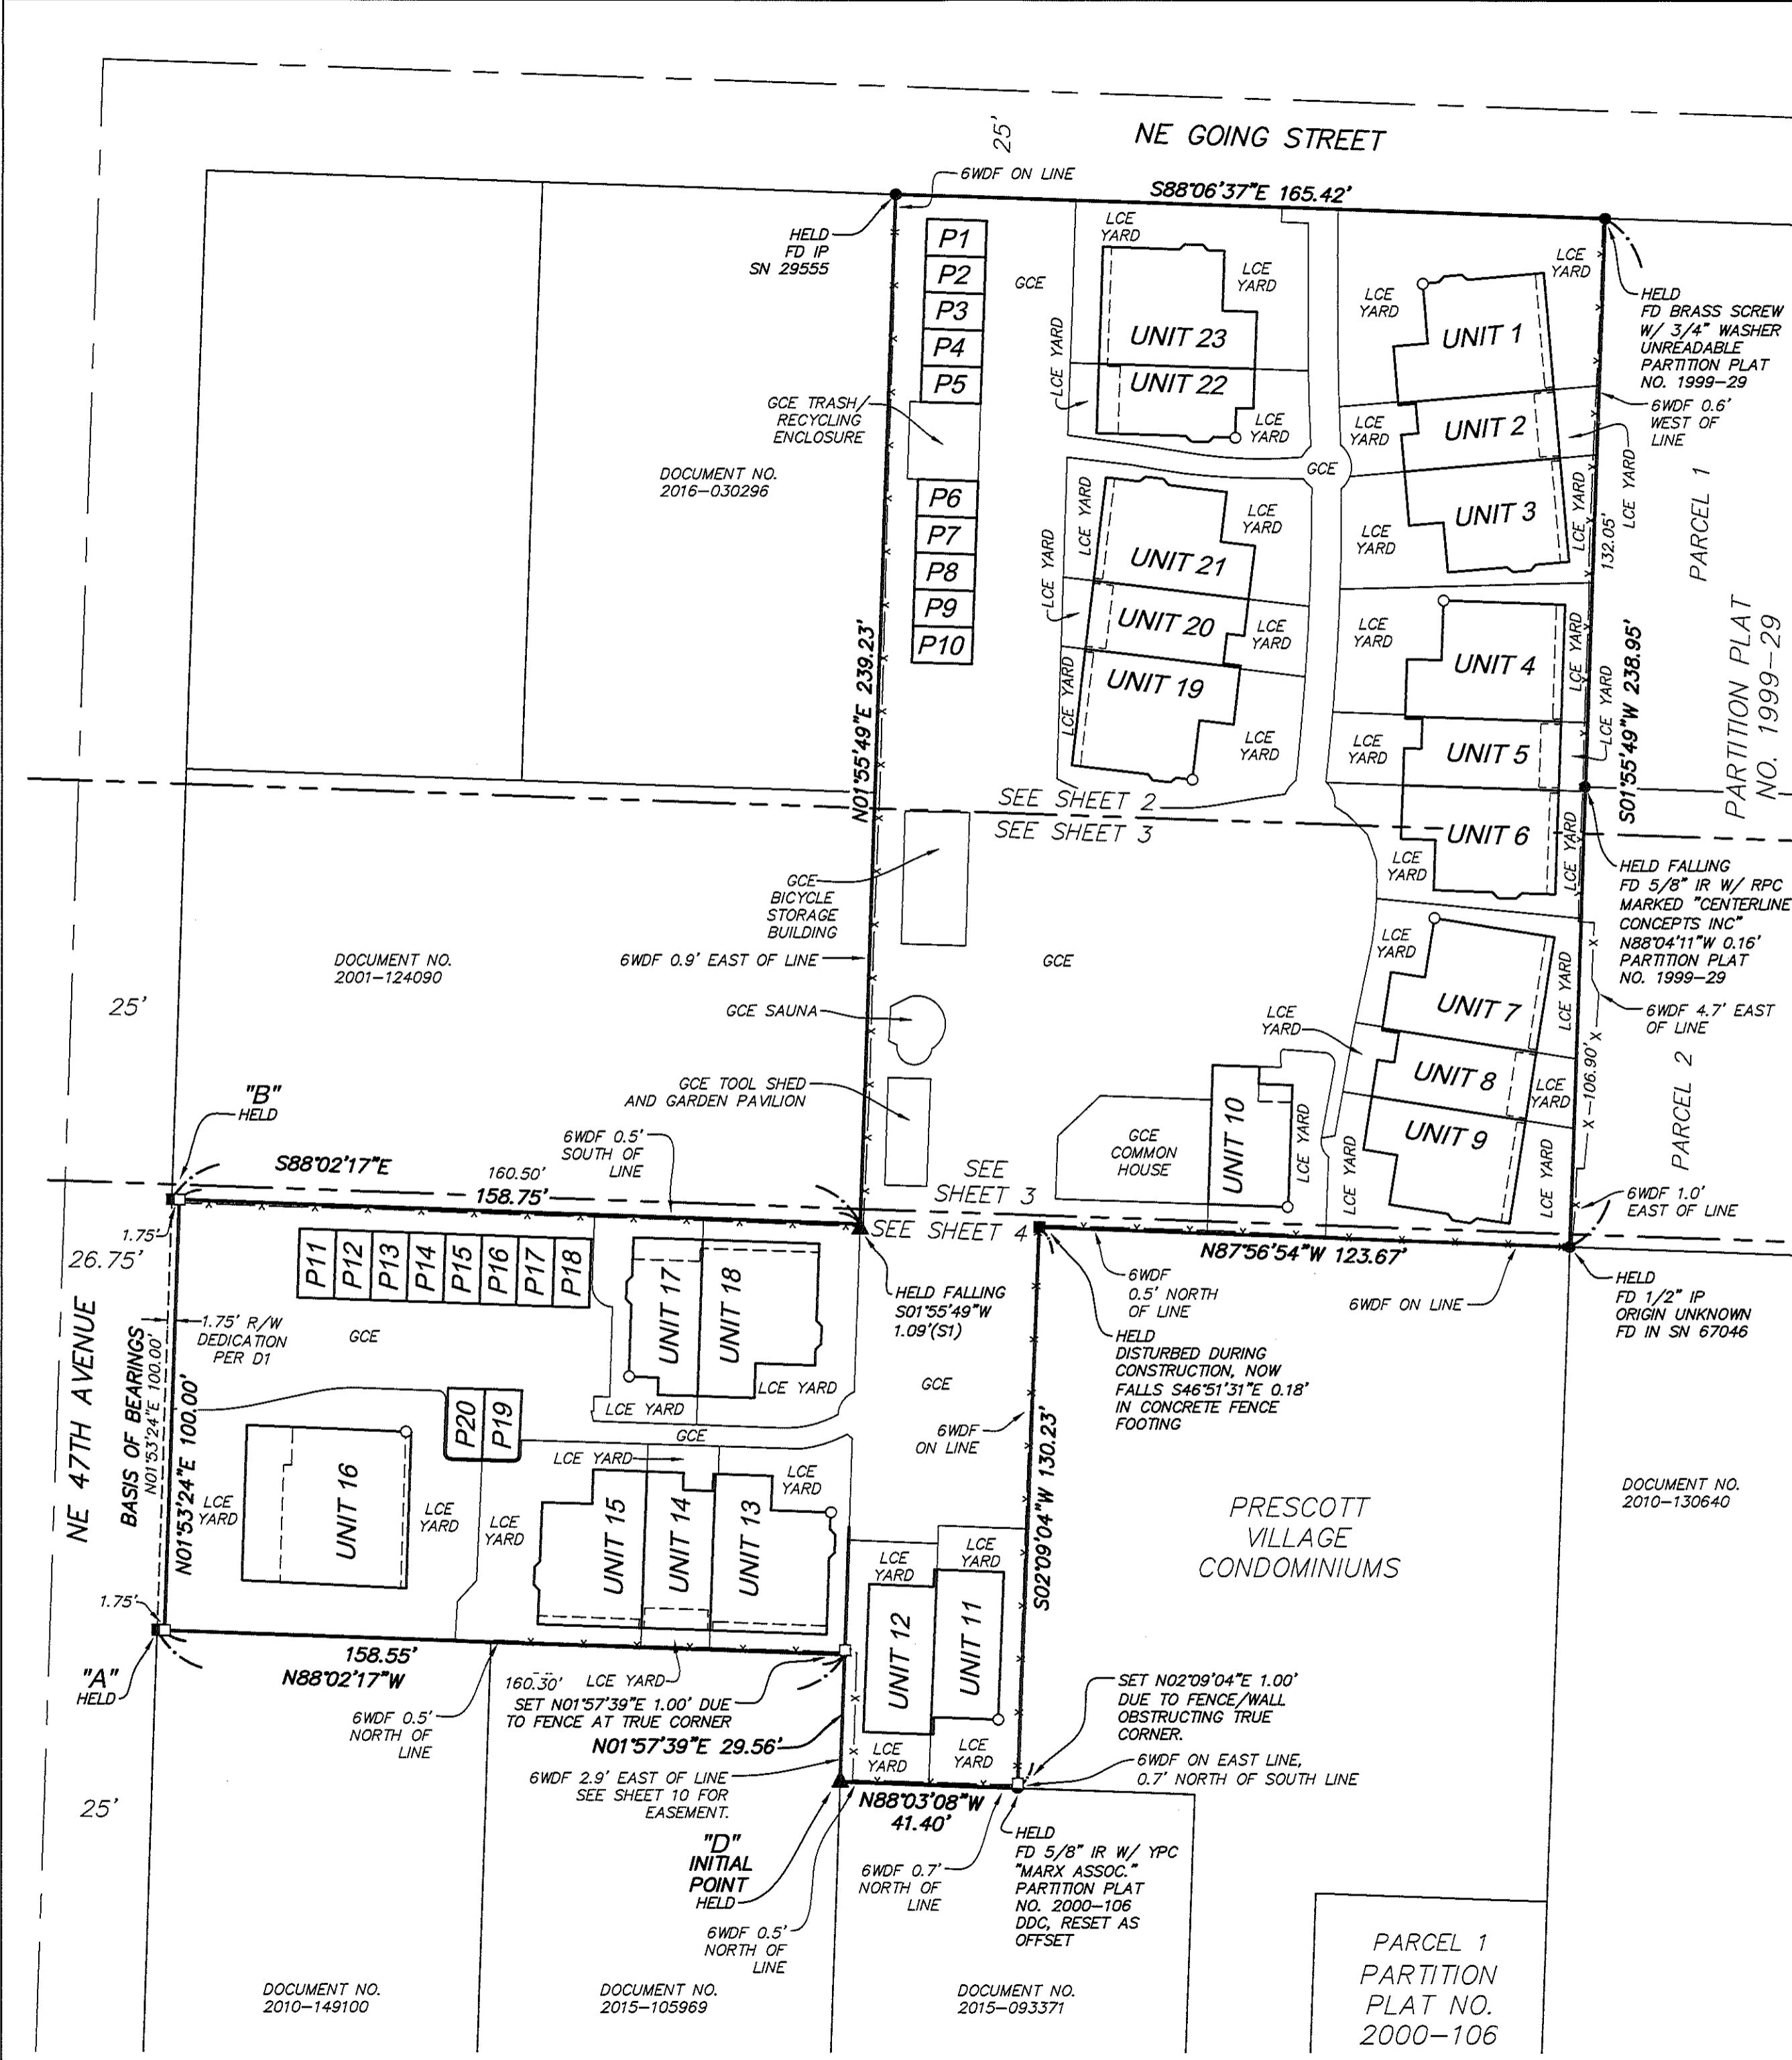 25'
NE GOING STREET
6WDF ON LINE
S88°06'37"E 165.42'
HELD
FD IP
SN 29555
P1
P2
P3
P4
P5
GCE
LCE
YARD
LCE
YARD
UNIT 23
UNIT 22
LCE YARD
LCE
YARD
LCE
YARD
LCE
YARD
UNIT 1
HELD
FD BRASS SCREW
W/ 3/4" WASHER
UNREADABLE
PARTITION PLAT
NO. 1999-29
6WDF 0.6'
WEST OF
LINE
LCE
YARD
UNIT 2
LCE YARD
LCE YARD
PARCEL 1
GCE TRASH/
RECYCLING
ENCLOSURE
DOCUMENT NO.
2016-030296
GCE
P6
P7
P8
P9
P10
LCE YARD
LCE YARD
LCE
YARD
UNIT 21
UNIT 20
LCE
YARD
UNIT 19
LCE YARD
LCE
YARD
LCE
YARD
UNIT 3
132.05'
LCE
YARD
UNIT 4
LCE YARD
LCE YARD
LCE
YARD
UNIT 5
S01°55'49"W 238.95'
PARTITION PLAT
NO. 1999-29
N01°55'49"E 239.23'
SEE SHEET 2
SEE SHEET 3
UNIT 6
LCE
YARD
LCE YARD
HELD FALLING
FD 5/8" IR W/ RPC
MARKED "CENTERLINE
CONCEPTS INC"
N88°04'11"W 0.16'
PARTITION PLAT
NO. 1999-29
GCE
BICYCLE
STORAGE
BUILDING
6WDF 0.9' EAST OF LINE
GCE
DOCUMENT NO.
2001-124090
25'
GCE SAUNA
LCE
YARD
UNIT 7
LCE YARD
6WDF 4.7' EAST
OF LINE
LCE
YARD
106.90'
PARCEL 2
UNIT 8
LCE
YARD
UNIT 9
LCE YARD
LCE YARD
"B"
HELD
GCE TOOL SHED
AND GARDEN PAVILION
GCE
COMMON
HOUSE
UNIT 10
LCE YARD
S88°02'17"E
160.50'
158.75'
6WDF 0.5'
SOUTH OF
LINE
SEE
SHEET 3
SEE SHEET 4
6WDF 1.0'
EAST OF LINE
N87°56'54"W 123.67'
6WDF
0.5' NORTH
OF LINE
6WDF ON LINE
HELD
FD 1/2" IP
ORIGIN UNKNOWN
FD IN SN 67046
1.75'
26.75'
P11
P12
P13
P14
P15
P16
P17
P18
UNIT 17
UNIT 18
HELD FALLING
S01°55'49"W
1.09'(S1)
HELD
DISTURBED DURING
CONSTRUCTION, NOW
FALLS S46°51'31"E 0.18'
IN CONCRETE FENCE
FOOTING
1.75' R/W
DEDICATION
PER D1
GCE
NE 47TH AVENUE
BASIS OF BEARINGS
N01°53'24"E 100.00'
N01°53'24"E 100.00'
P20
P19
LCE YARD
LCE YARD
GCE
GCE
6WDF
ON LINE
S02°09'04"W 130.23'
LCE
YARD
UNIT 16
LCE
YARD
LCE
YARD
LCE YARD
LCE
YARD
UNIT 15
UNIT 14
UNIT 13
LCE
YARD
LCE
YARD
UNIT 12
UNIT 11
LCE
YARD
LCE
YARD
PRESCOTT
VILLAGE
CONDOMINIUMS
DOCUMENT NO.
2010-130640
1.75'
"A"
HELD
158.55'
N88°02'17"W
160.30'
LCE YARD
SET N01°57'39"E 1.00' DUE
TO FENCE AT TRUE CORNER
N01°57'39"E 29.56'
6WDF 0.5'
NORTH OF
LINE
6WDF 2.9' EAST OF LINE
SEE SHEET 10 FOR
EASEMENT.
SET N02°09'04"E 1.00'
DUE TO FENCE/WALL
OBSTRUCTING TRUE
CORNER.
6WDF ON EAST LINE,
0.7' NORTH OF SOUTH LINE
25'
N88°03'08"W
41.40'
"D"
INITIAL
POINT
HELD
6WDF 0.5'
NORTH OF
LINE
6WDF 0.7'
NORTH OF
LINE
HELD
FD 5/8" IR W/ YPC
"MARX ASSOC."
PARTITION PLAT
NO. 2000-106
DDC, RESET AS
OFFSET
DOCUMENT NO.
2010-149100
DOCUMENT NO.
2015-105969
DOCUMENT NO.
2015-093371
PARCEL 1
PARTITION
PLAT NO.
2000-106